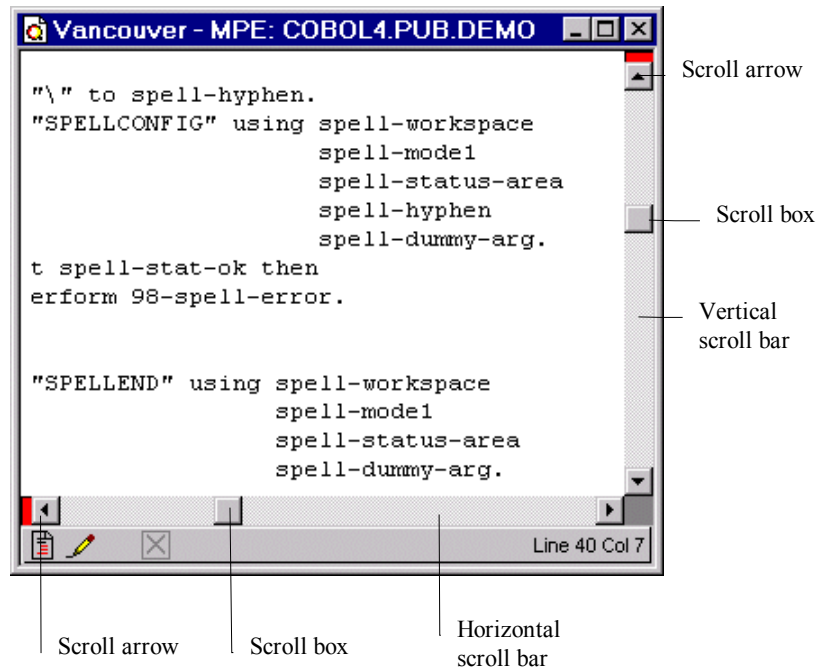 Vancouver - MPE: COBOL4.PUB.DEMO
Scroll arrow
"\" to spell-hyphen.
"SPELLCONFIG" using spell-workspace
spell-mode1
spell-status-area
spell-hyphen
Scroll box
spell-dummy-arg.
t spell-stat-ok then
erform 98-spell-error.
Vertical
scroll bar
"SPELLEND" using spell-workspace
spell-mode1
spell-status-area
spell-dummy-arg.
Line 40 Col 7
Scroll arrow
Scroll box
Horizontal
scroll bar